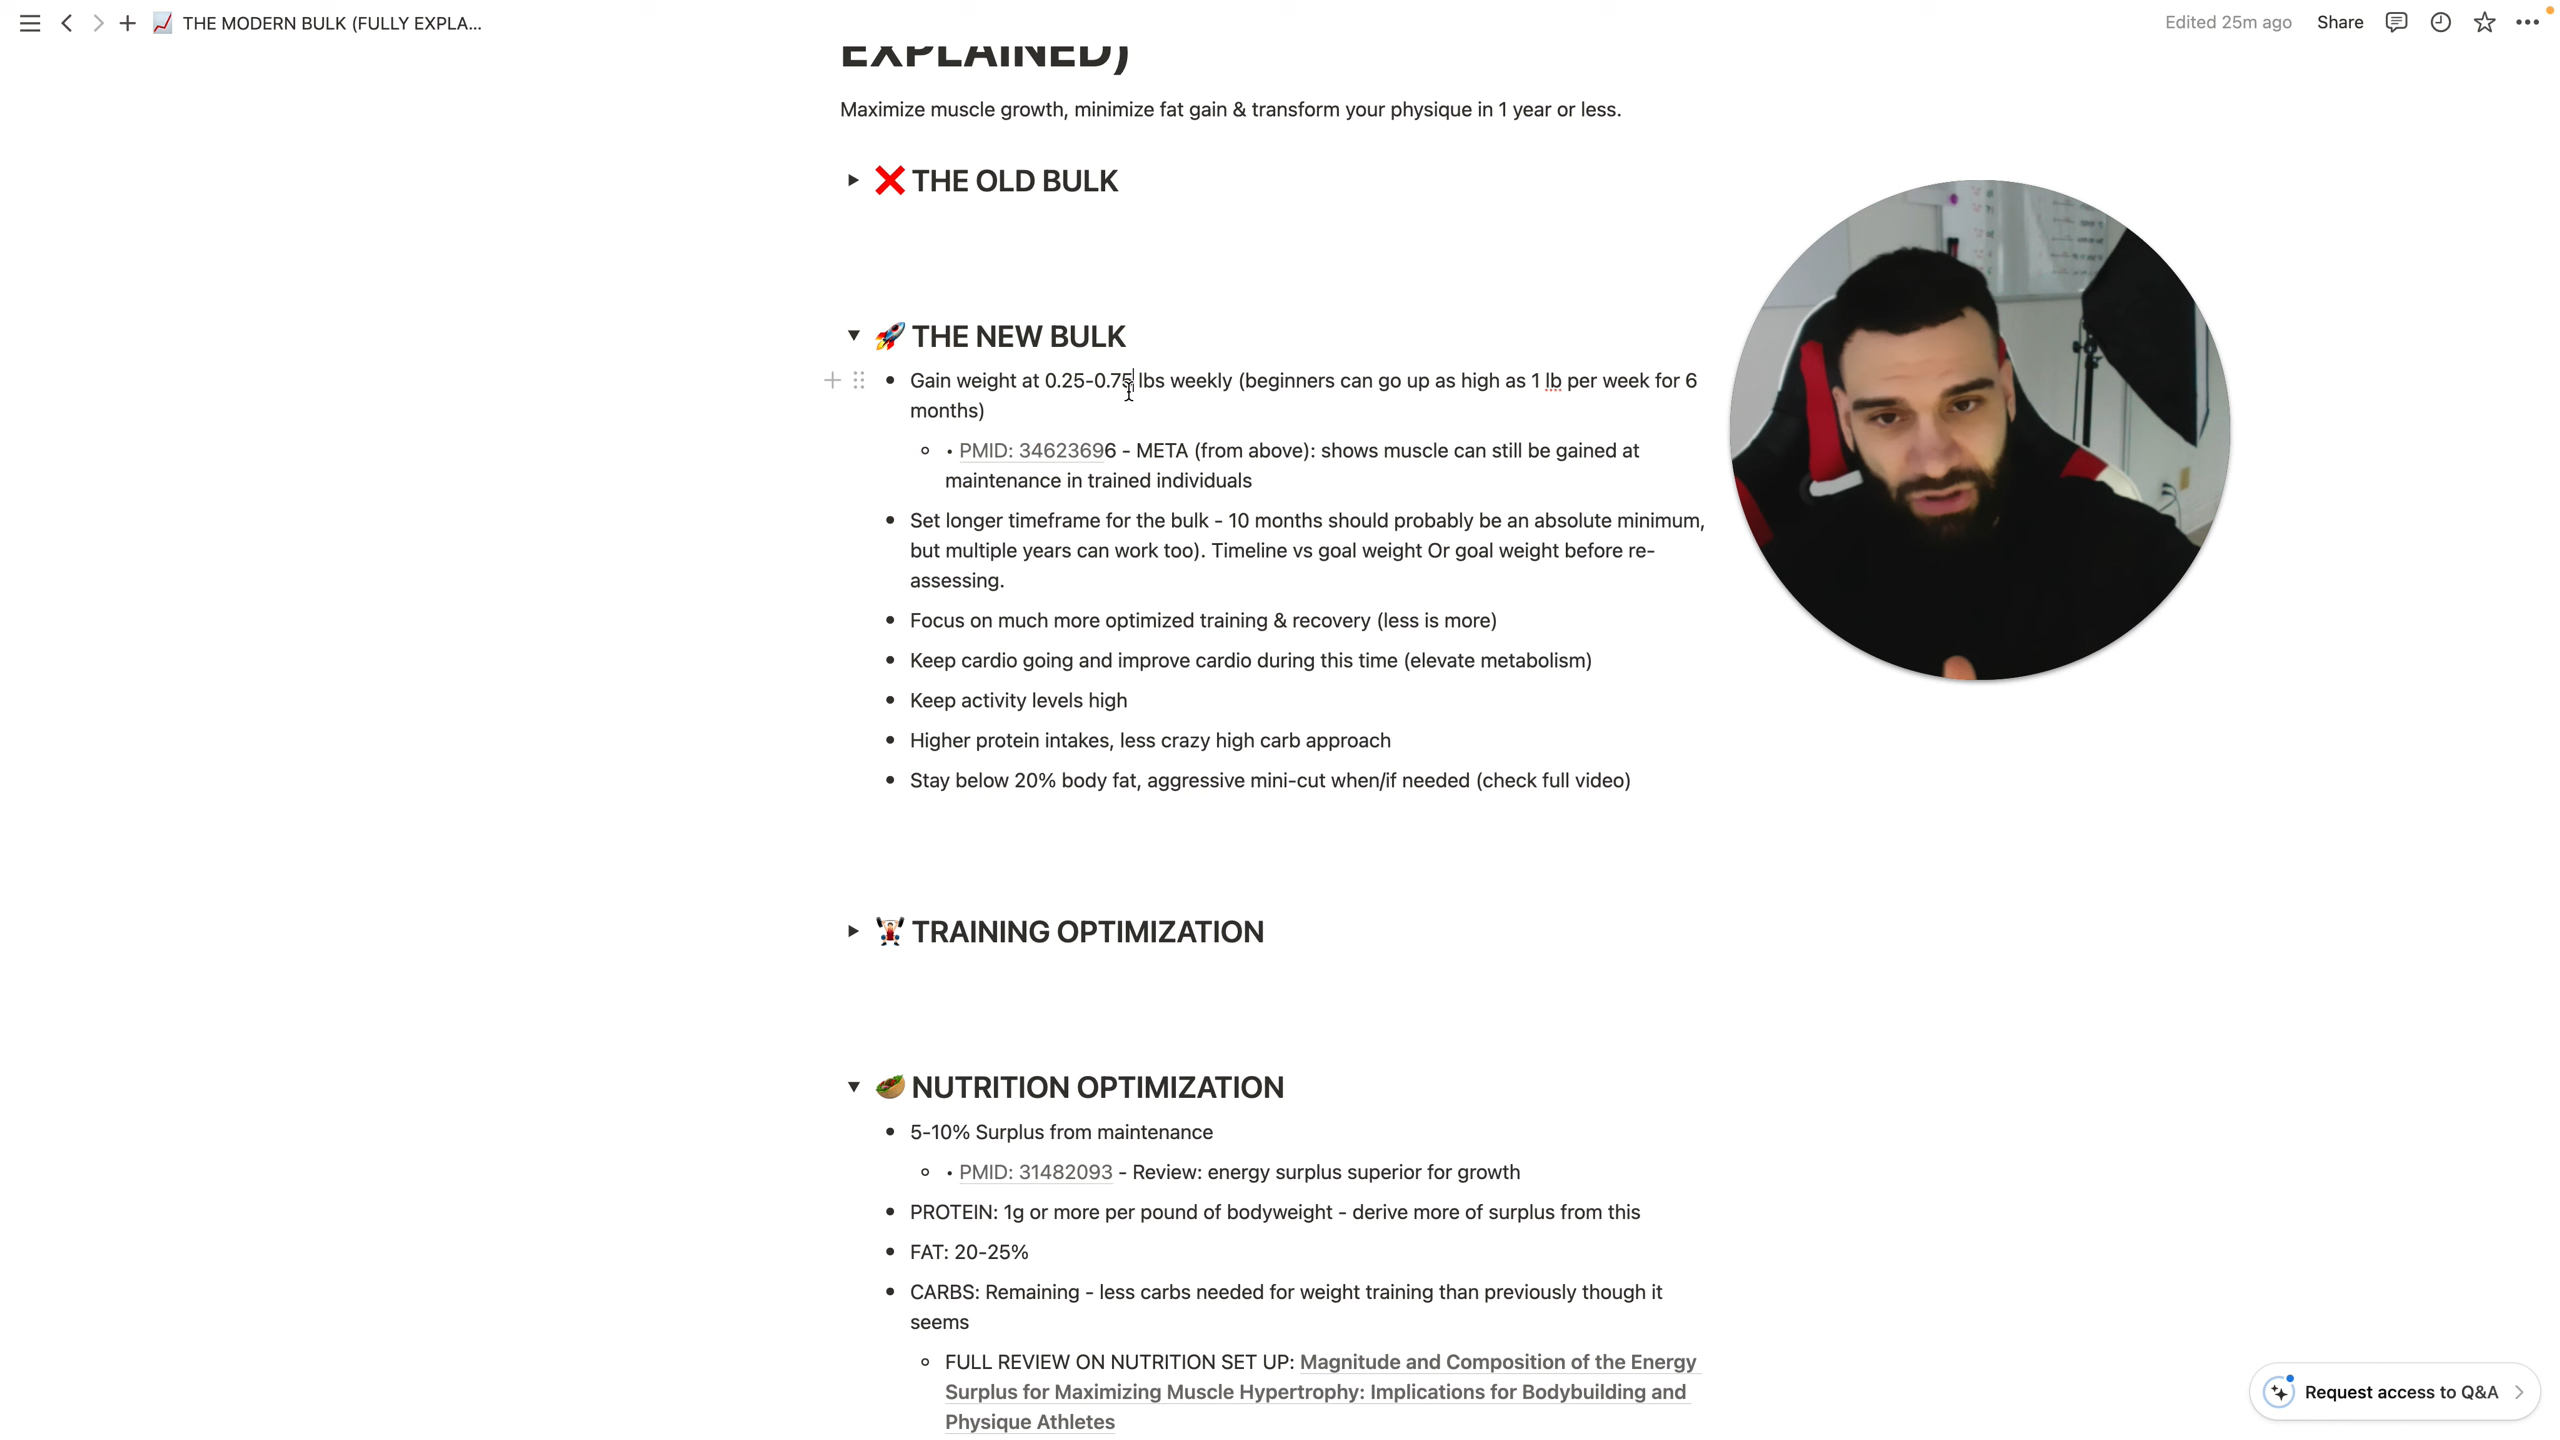 THE MODERN BULK (FULLY EXPLA...
Edited 25m ago
Share
EXPLAINED)
Maximize muscle growth, minimize fat gain & transform your physique in 1 year or less.
❌ THE OLD BULK
🚀 THE NEW BULK
Gain weight at 0.25-0.75 lbs weekly (beginners can go up as high as 1 lb per week for 6
months)
• PMID: 34623696 - META (from above): shows muscle can still be gained at
maintenance in trained individuals
Set longer timeframe for the bulk - 10 months should probably be an absolute minimum,
but multiple years can work too). Timeline vs goal weight Or goal weight before re-
assessing.
Focus on much more optimized training & recovery (less is more)
Keep cardio going and improve cardio during this time (elevate metabolism)
Keep activity levels high
Higher protein intakes, less crazy high carb approach
Stay below 20% body fat, aggressive mini-cut when/if needed (check full video)
🏋️ TRAINING OPTIMIZATION
🥙 NUTRITION OPTIMIZATION
5-10% Surplus from maintenance
• PMID: 31482093 - Review: energy surplus superior for growth
PROTEIN: 1g or more per pound of bodyweight - derive more of surplus from this
FAT: 20-25%
CARBS: Remaining - less carbs needed for weight training than previously though it
seems
FULL REVIEW ON NUTRITION SET UP: Magnitude and Composition of the Energy
Surplus for Maximizing Muscle Hypertrophy: Implications for Bodybuilding and
Physique Athletes
Request access to Q&A